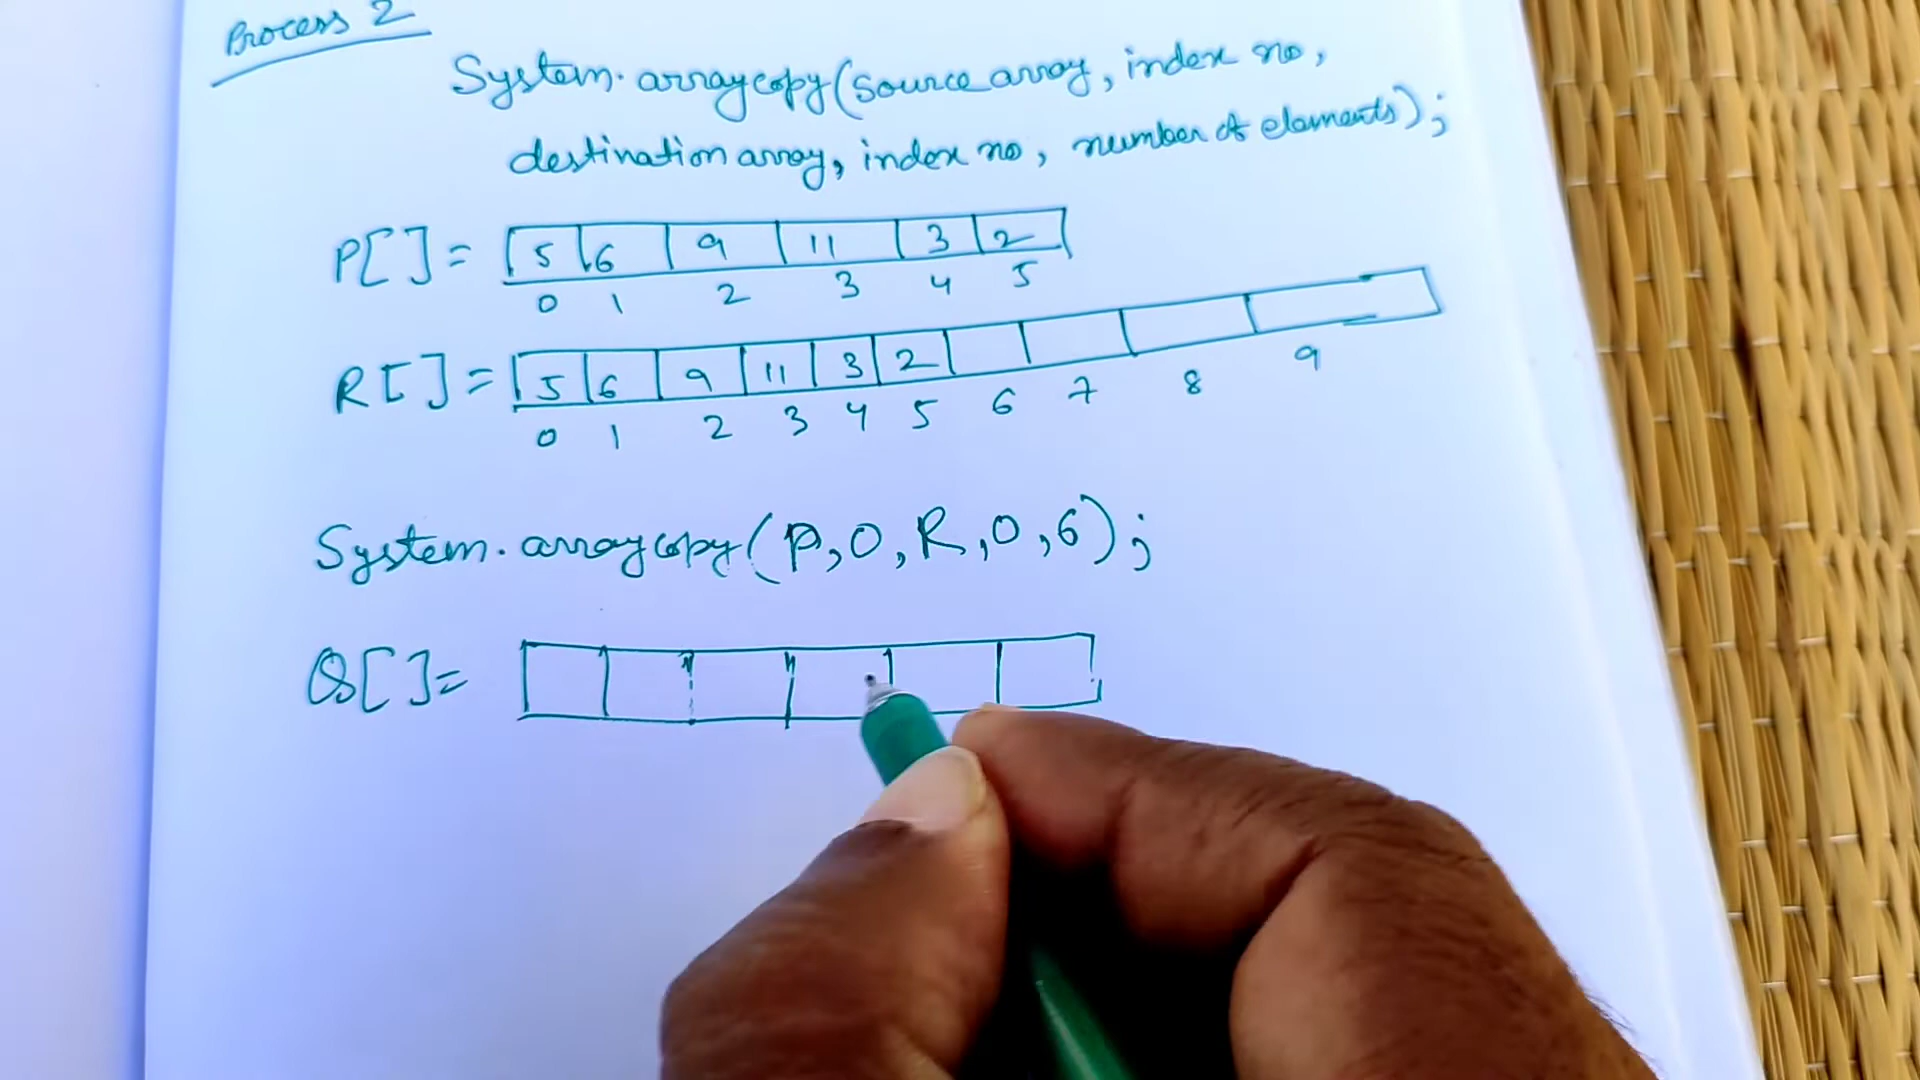 Process 2
System.arraycopy(source array, index no,
destination array, index no, number of elements);
P[ ]= 5 6 9 11 3 2
0 1 2 3 4 5
R[ ]= 5 6 9 11 3 2
0 1 2 3 4 5 6 7 8 9
System.arraycopy(P,0,R,0,6);
Q[ ]=